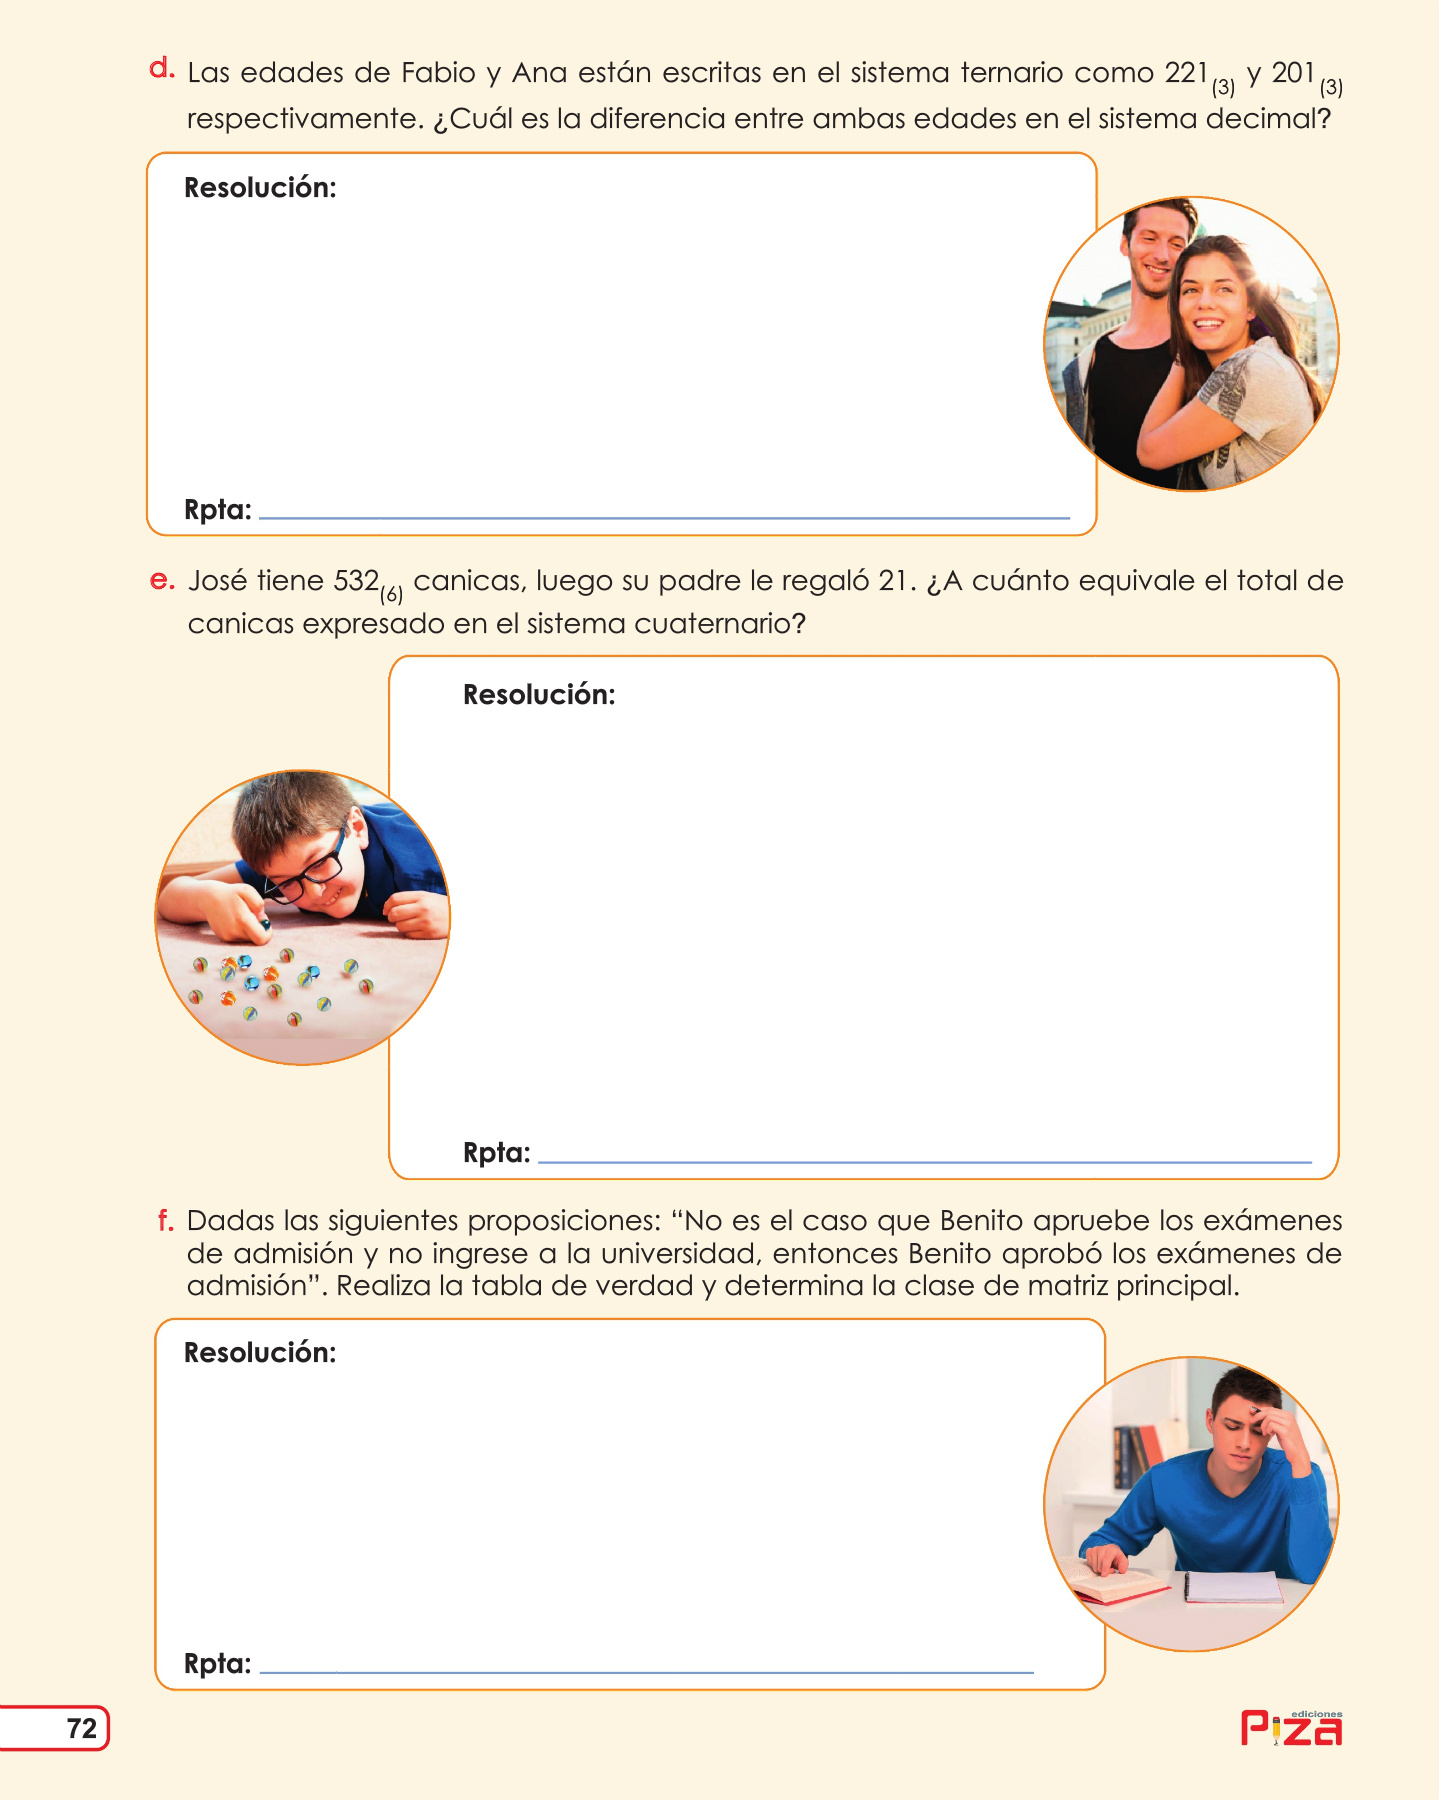 d. Las edades de Fabio y Ana están escritas en el sistema ternario como 221(3) y 201(3)
respectivamente. ¿Cuál es la diferencia entre ambas edades en el sistema decimal?
Resolución:
Rpta:
e. José tiene 532(6) canicas, luego su padre le regaló 21. ¿A cuánto equivale el total de
canicas expresado en el sistema cuaternario?
Resolución:
Rpta:
f. Dadas las siguientes proposiciones: “No es el caso que Benito apruebe los exámenes
de admisión y no ingrese a la universidad, entonces Benito aprobó los exámenes de
admisión”. Realiza la tabla de verdad y determina la clase de matriz principal.
Resolución:
Rpta:
72
ediciones
Piza